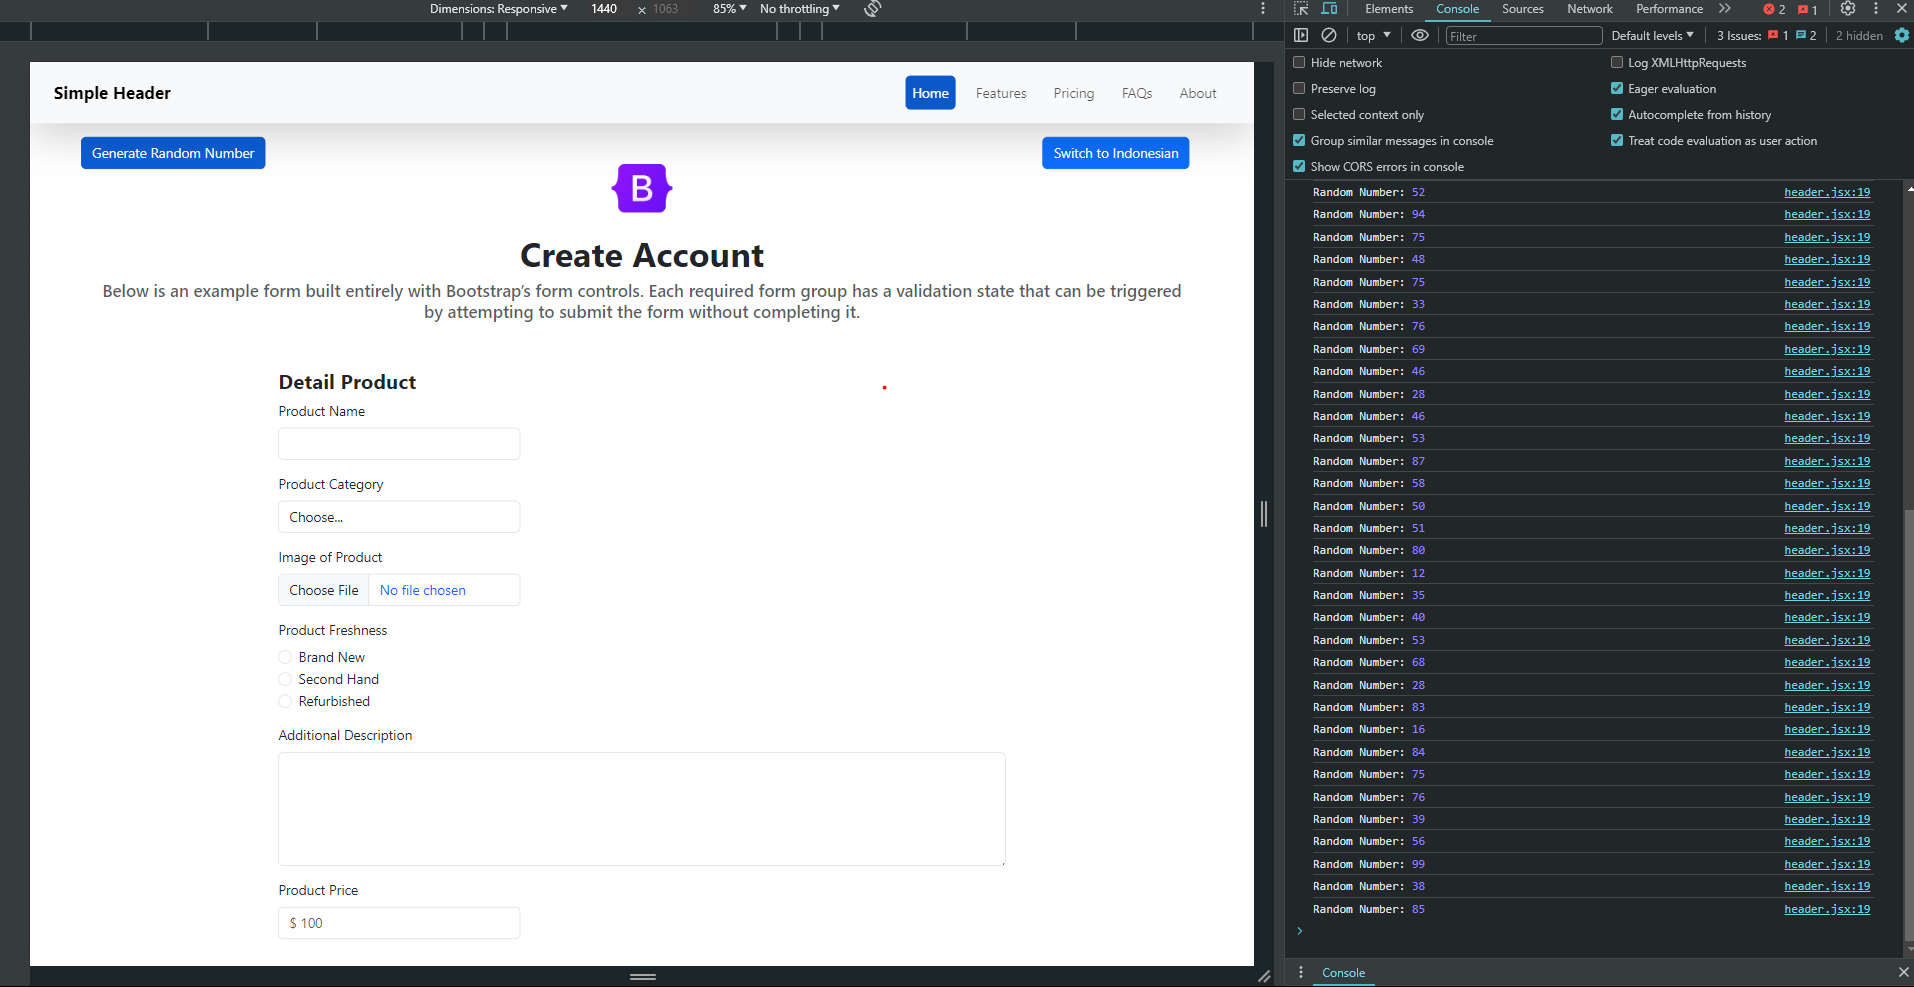 Dimensions: Responsive 1440 × 1063 85% No throttling
Elements Console Sources Network Performance 2 1
top Filter Default levels 3 Issues: 1 2 2 hidden
Hide network Log XMLHttpRequests
Preserve log Eager evaluation
Selected context only Autocomplete from history
Group similar messages in console Treat code evaluation as user action
Show CORS errors in console
Simple Header Home Features Pricing FAQs About
Generate Random Number Switch to Indonesian
B
Create Account
Below is an example form built entirely with Bootstrap’s form controls. Each required form group has a validation state that can be triggered
by attempting to submit the form without completing it.
Detail Product
Product Name
Product Category
Choose...
Image of Product
Choose File No file chosen
Product Freshness
Brand New
Second Hand
Refurbished
Additional Description
Product Price
$ 100
Random Number: 52 header.jsx:19
Random Number: 94 header.jsx:19
Random Number: 75 header.jsx:19
Random Number: 48 header.jsx:19
Random Number: 75 header.jsx:19
Random Number: 33 header.jsx:19
Random Number: 76 header.jsx:19
Random Number: 69 header.jsx:19
Random Number: 46 header.jsx:19
Random Number: 28 header.jsx:19
Random Number: 46 header.jsx:19
Random Number: 53 header.jsx:19
Random Number: 87 header.jsx:19
Random Number: 58 header.jsx:19
Random Number: 50 header.jsx:19
Random Number: 51 header.jsx:19
Random Number: 80 header.jsx:19
Random Number: 12 header.jsx:19
Random Number: 35 header.jsx:19
Random Number: 40 header.jsx:19
Random Number: 53 header.jsx:19
Random Number: 68 header.jsx:19
Random Number: 28 header.jsx:19
Random Number: 83 header.jsx:19
Random Number: 16 header.jsx:19
Random Number: 84 header.jsx:19
Random Number: 75 header.jsx:19
Random Number: 76 header.jsx:19
Random Number: 39 header.jsx:19
Random Number: 56 header.jsx:19
Random Number: 99 header.jsx:19
Random Number: 38 header.jsx:19
Random Number: 85 header.jsx:19
Console